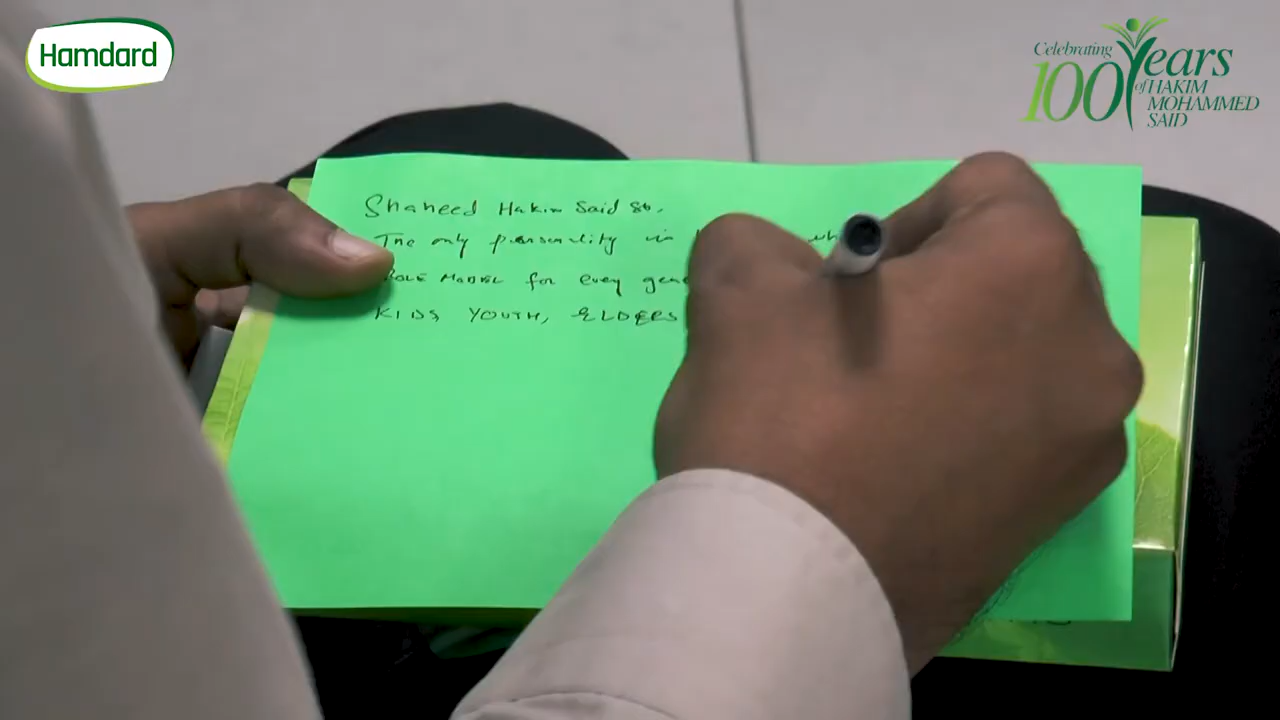 Hamdard
Celebrating
100 Years
of HAKIM
MOHAMMED
SAID
Shaheed Hakim Said Sb.
The only personality in
ROLE MODEL for every
KIDS, YOUTH, ELDERS